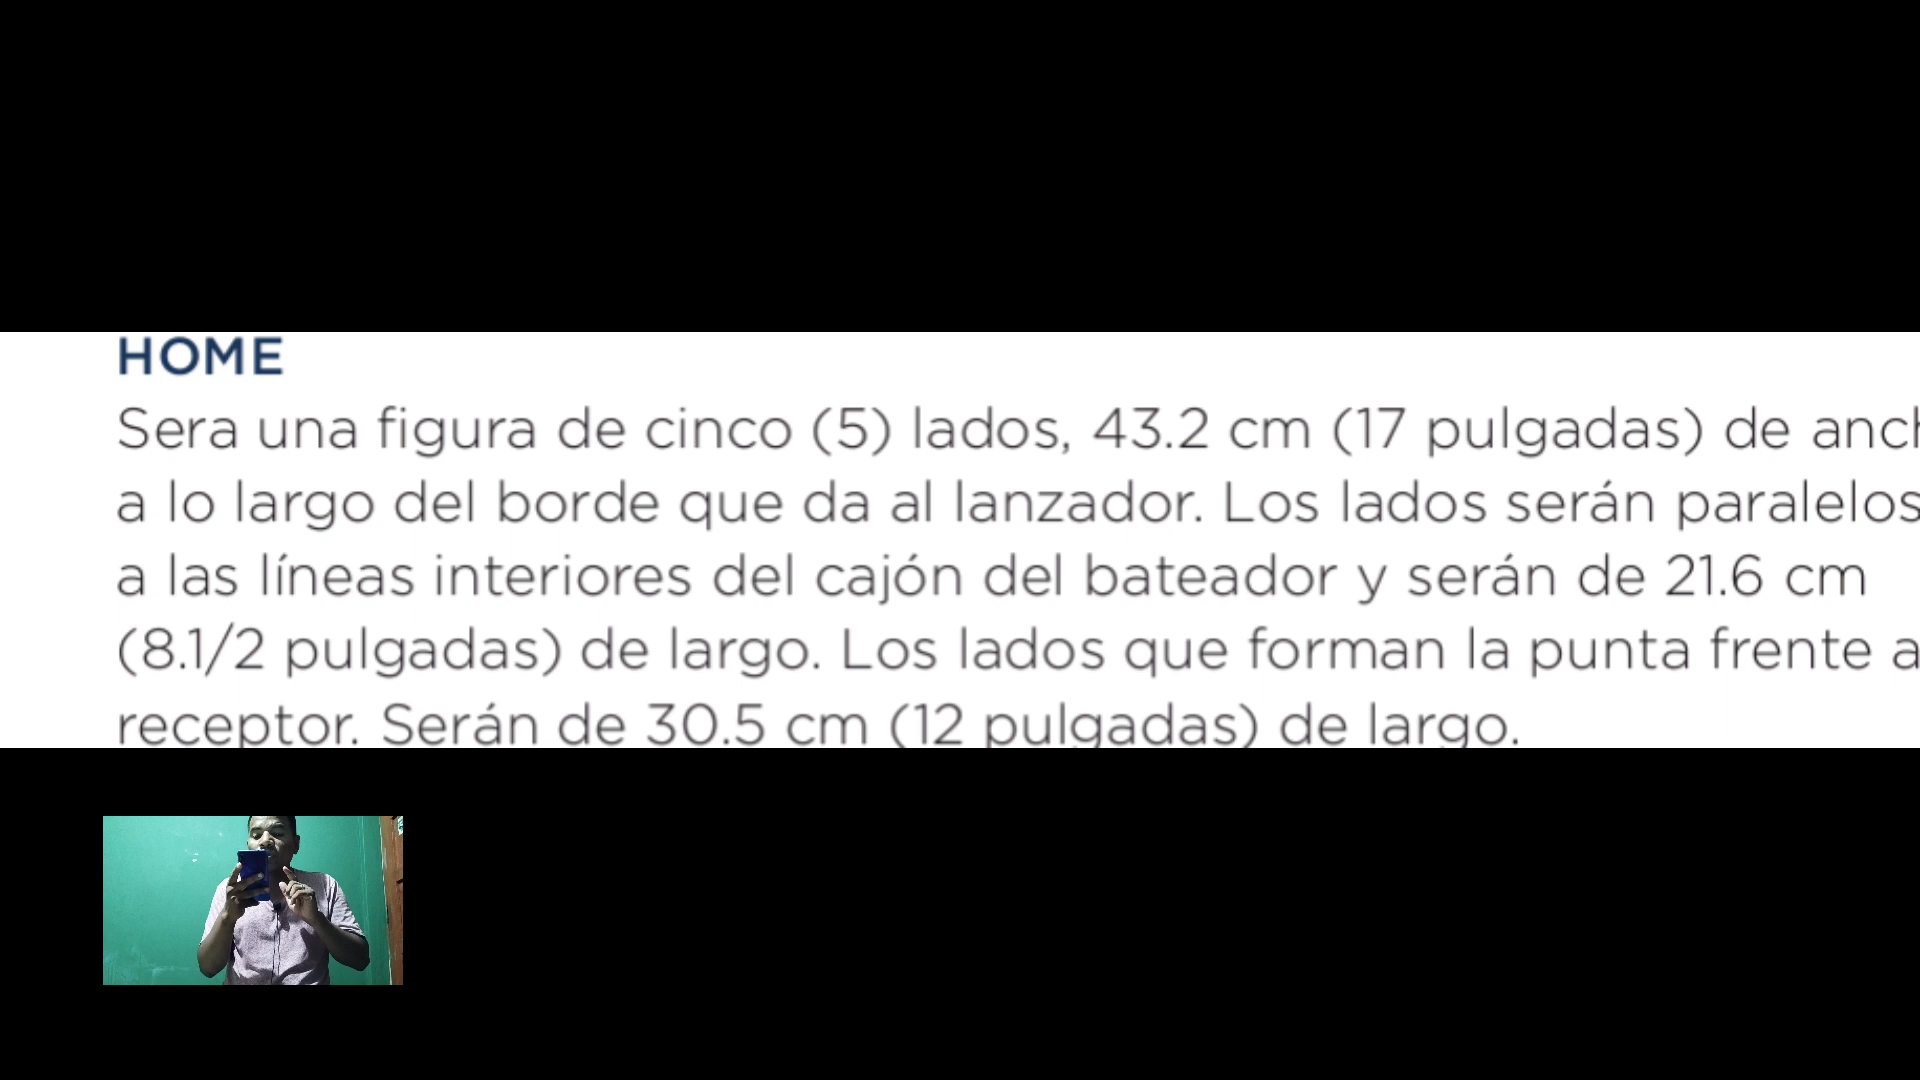 HOME
Sera una figura de cinco (5) lados, 43.2 cm (17 pulgadas) de
a lo largo del borde que da al lanzador. Los lados serán paralelos
a las líneas interiores del cajón del bateador y serán de 21.6 cm
(8.1/2 pulgadas) de largo. Los lados que forman la punta frente
receptor. Serán de 30.5 cm (12 pulgadas) de largo.